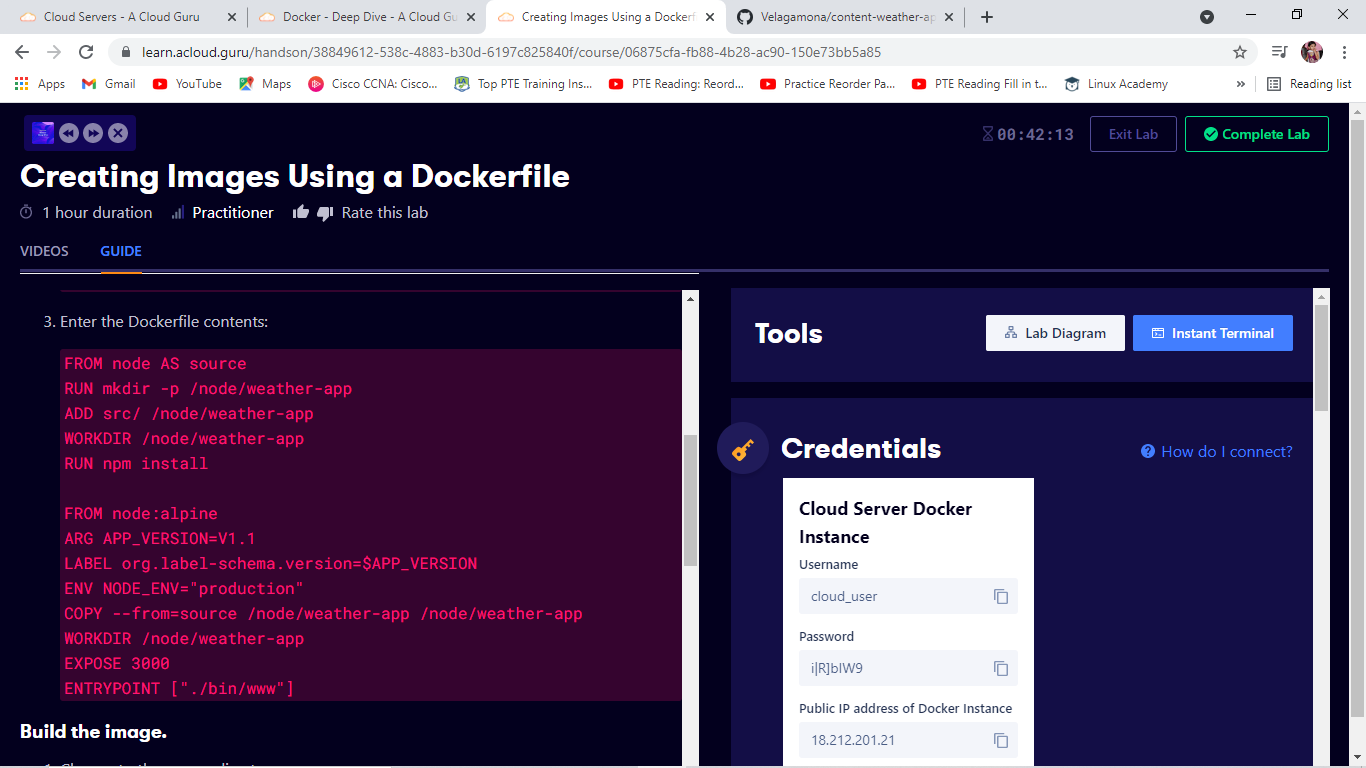 Cloud Servers - A Cloud Guru
Docker - Deep Dive - A Cloud Gu
Creating Images Using a Dockerf
Velagamona/content-weather-ap
learn.acloud.guru/handson/38849612-538c-4883-b30d-6197c825840f/course/06875cfa-fb88-4b28-ac90-150e73bb5a85
Apps
Gmail
YouTube
Maps
Cisco CCNA: Cisco...
Top PTE Training Ins...
PTE Reading: Reord...
Practice Reorder Pa...
PTE Reading Fill in t...
Linux Academy
»
Reading list
00:42:13
Exit Lab
Complete Lab
Creating Images Using a Dockerfile
1 hour duration
Practitioner
Rate this lab
VIDEOS
GUIDE
3. Enter the Dockerfile contents:
FROM node AS source
RUN mkdir -p /node/weather-app
ADD src/ /node/weather-app
WORKDIR /node/weather-app
RUN npm install
FROM node:alpine
ARG APP_VERSION=V1.1
LABEL org.label-schema.version=$APP_VERSION
ENV NODE_ENV="production"
COPY --from=source /node/weather-app /node/weather-app
WORKDIR /node/weather-app
EXPOSE 3000
ENTRYPOINT ["./bin/www"]
Build the image.
Tools
Lab Diagram
Instant Terminal
Credentials
How do I connect?
Cloud Server Docker
Instance
Username
cloud_user
Password
Public IP address of Docker Instance
18.212.201.21